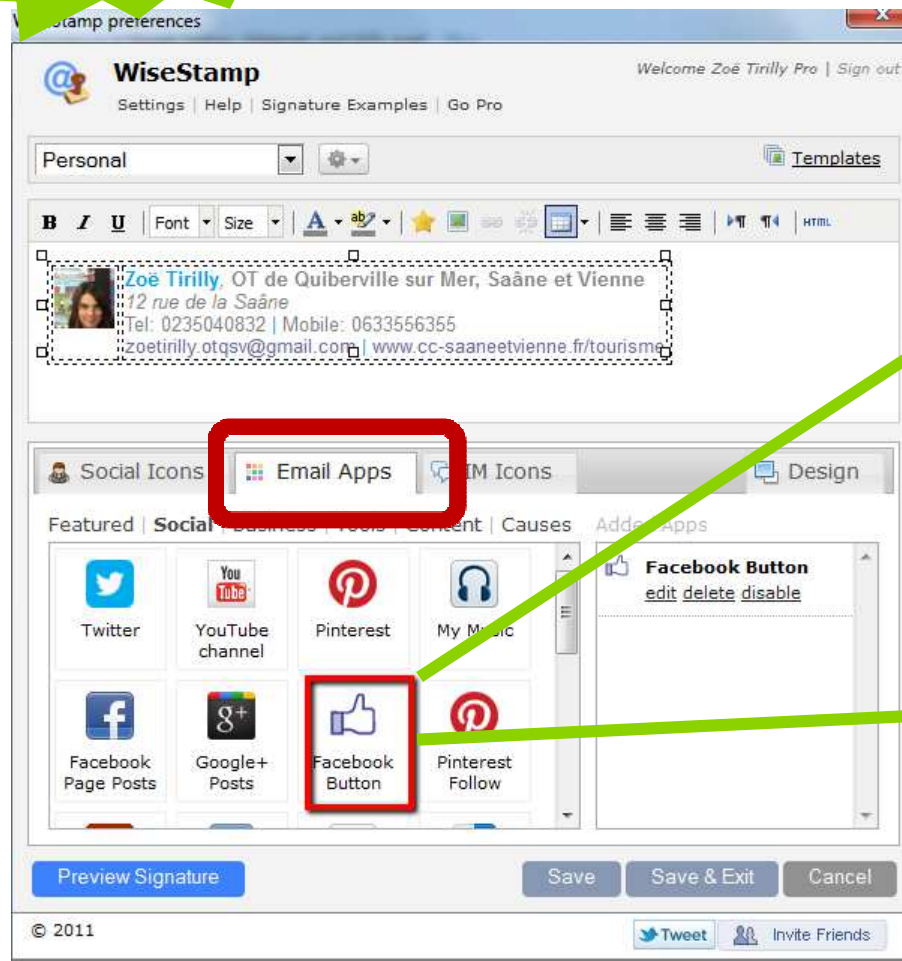 stamp preferences
WiseStamp
Welcome Zoë Tirilly Pro | Sign out
Settings | Help | Signature Examples | Go Pro
Personal
Templates
B I U Font Size A ab HTML
Zoë Tirilly, OT de Quiberville sur Mer, Saâne et Vienne
12 rue de la Saâne
Tel: 0235040832 | Mobile: 0633556355
zoetirilly.otqsv@gmail.com | www.cc-saaneetvienne.fr/tourisme
Social Icons
Email Apps
IM Icons
Design
Featured | Social | Business | Tools | Content | Causes
Added Apps
Facebook Button
edit delete disable
Twitter
YouTube channel
Pinterest
My Music
Facebook Page Posts
Google+ Posts
Facebook Button
Pinterest Follow
Preview Signature
Save
Save & Exit
Cancel
© 2011
Tweet
Invite Friends